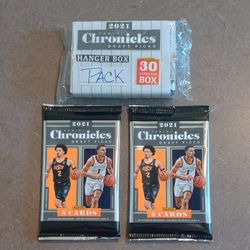 2021
Chronicles
DRAFT PICKS
HANGER BOX
30
CARDS PER
BOX
PACK
2021
Chronicles
DRAFT PICKS
5 CARDS
2021
Chronicles
DRAFT PICKS
5 CARDS